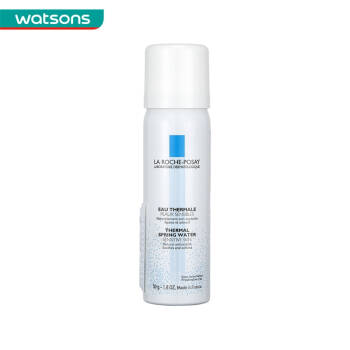 watsons
LA ROCHE-POSAY
LABORATOIRE DERMATOLOGIQUE
EAU THERMALE
PEAUX SENSIBLES
THERMAL
SPRING WATER
SENSITIVE SKIN
50g - 1.8 OZ. Made in France